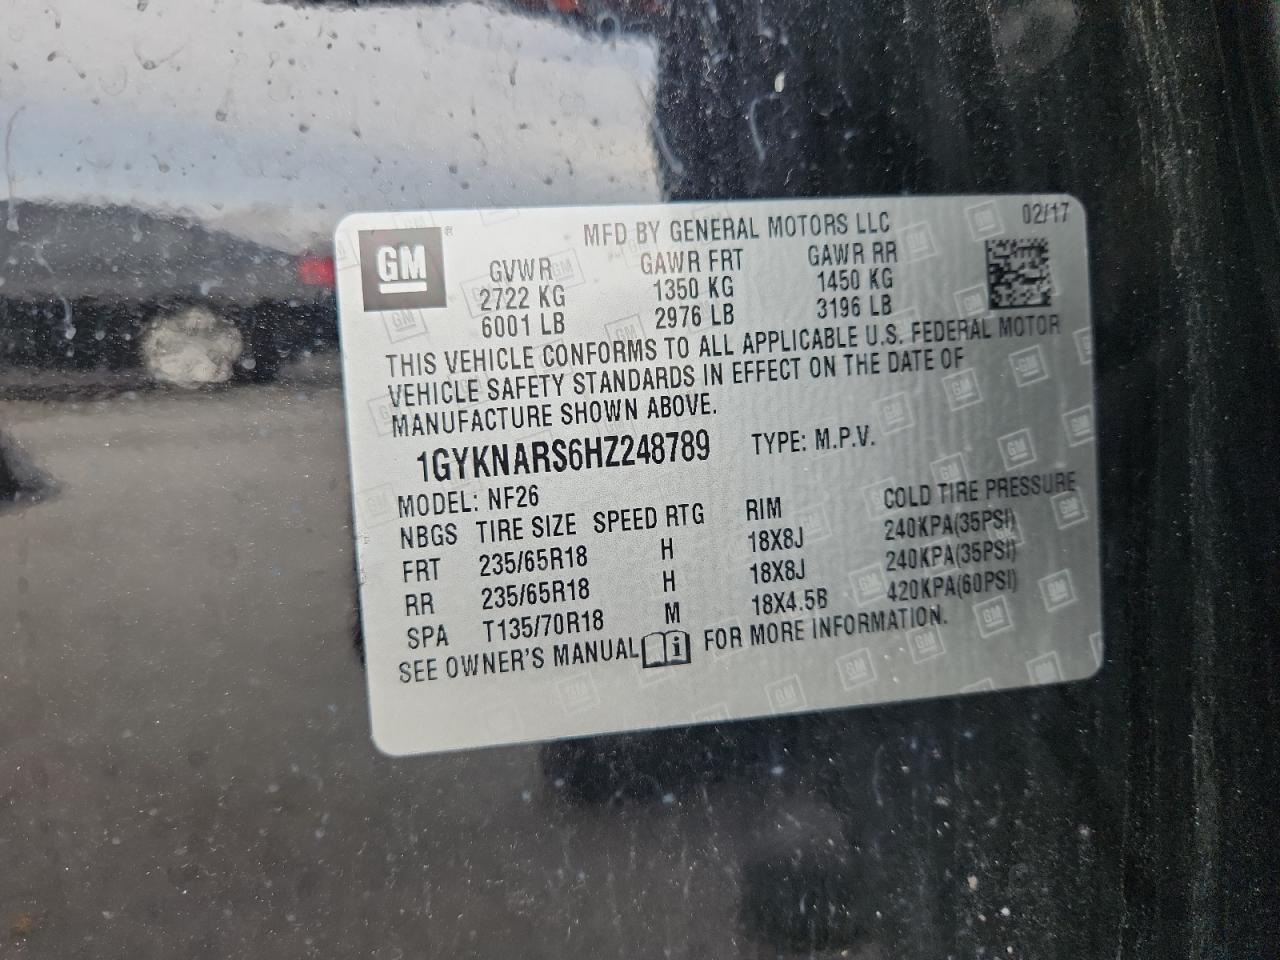 GM
MFD BY GENERAL MOTORS LLC 02/17
GVWR GAWR FRT GAWR RR
2722 KG 1350 KG 1450 KG
6001 LB 2976 LB 3196 LB
THIS VEHICLE CONFORMS TO ALL APPLICABLE U.S. FEDERAL MOTOR
VEHICLE SAFETY STANDARDS IN EFFECT ON THE DATE OF
MANUFACTURE SHOWN ABOVE.
1GYKNARS6HZ248789 TYPE: M.P.V.
MODEL: NF26
NBGS TIRE SIZE SPEED RTG RIM COLD TIRE PRESSURE
FRT 235/65R18 H 18X8J 240KPA(35PSI)
RR 235/65R18 H 18X8J 240KPA(35PSI)
SPA T135/70R18 M 18X4.5B 420KPA(60PSI)
SEE OWNER'S MANUAL FOR MORE INFORMATION.